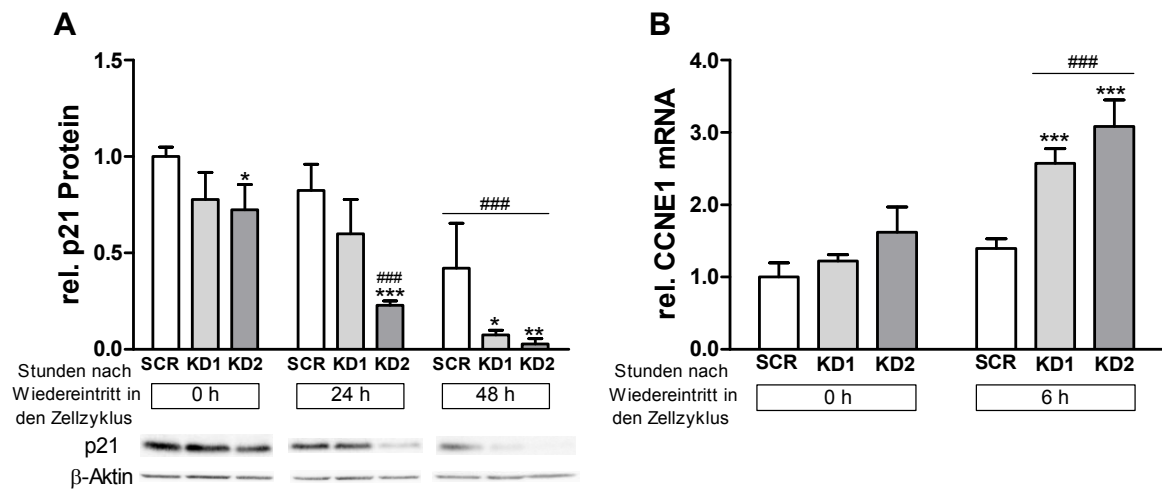 A
rel. p21 Protein
1.5
1.0
0.5
0.0
*
###
***
###
*
**
SCR KD1 KD2 SCR KD1 KD2 SCR KD1 KD2
Stunden nach
Wiedereintritt in
den Zellzyklus
0 h 24 h 48 h
p21
β-Aktin
B
rel. CCNE1 mRNA
4.0
3.0
2.0
1.0
0.0
###
***
***
SCR KD1 KD2 SCR KD1 KD2
Stunden nach
Wiedereintritt in
den Zellzyklus
0 h 6 h